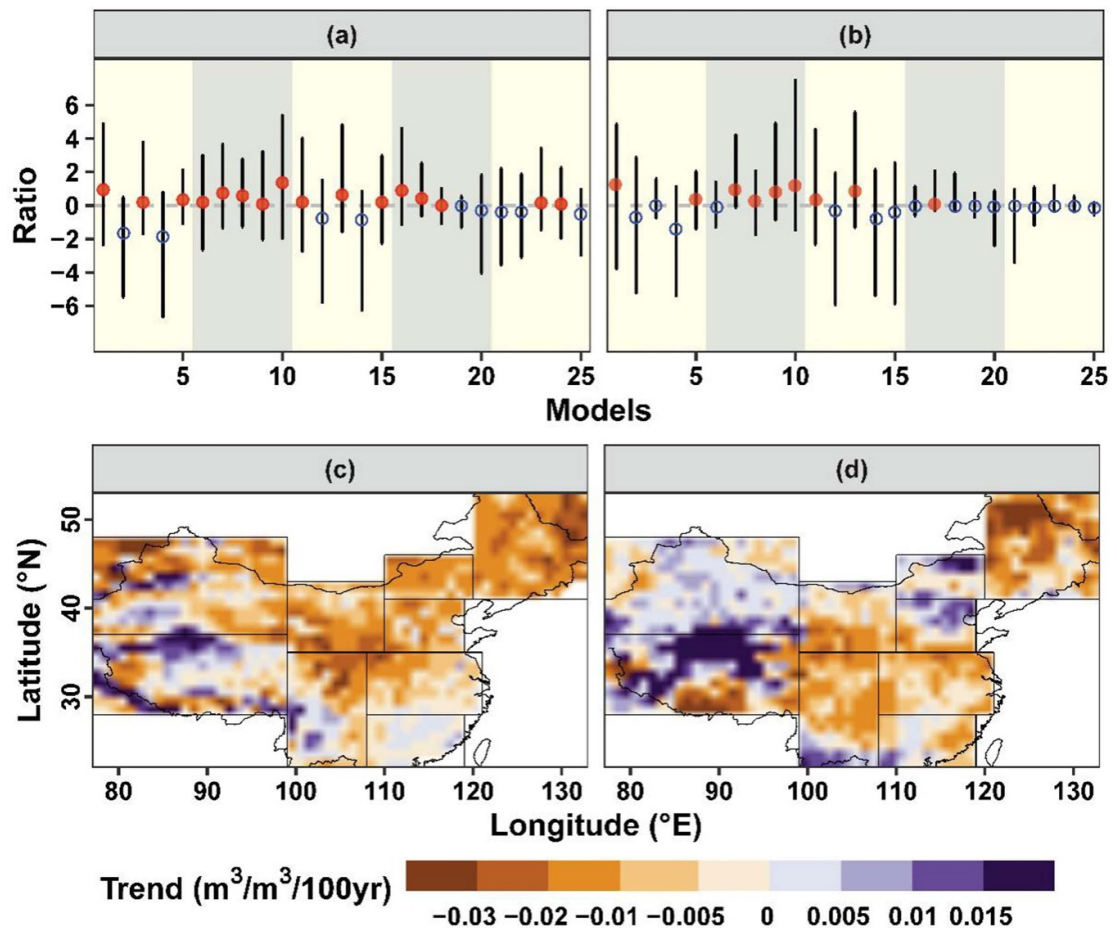 (a) (b)
Ratio
6
4
2
0
−2
−4
−6
5 10 15 20 25 5 10 15 20 25
Models
(c) (d)
Latitude (°N)
50
40
30
80 90 100 110 120 130 80 90 100 110 120 130
Longitude (°E)
Trend (m³/m³/100yr)
−0.03 −0.02 −0.01 −0.005 0 0.005 0.01 0.015